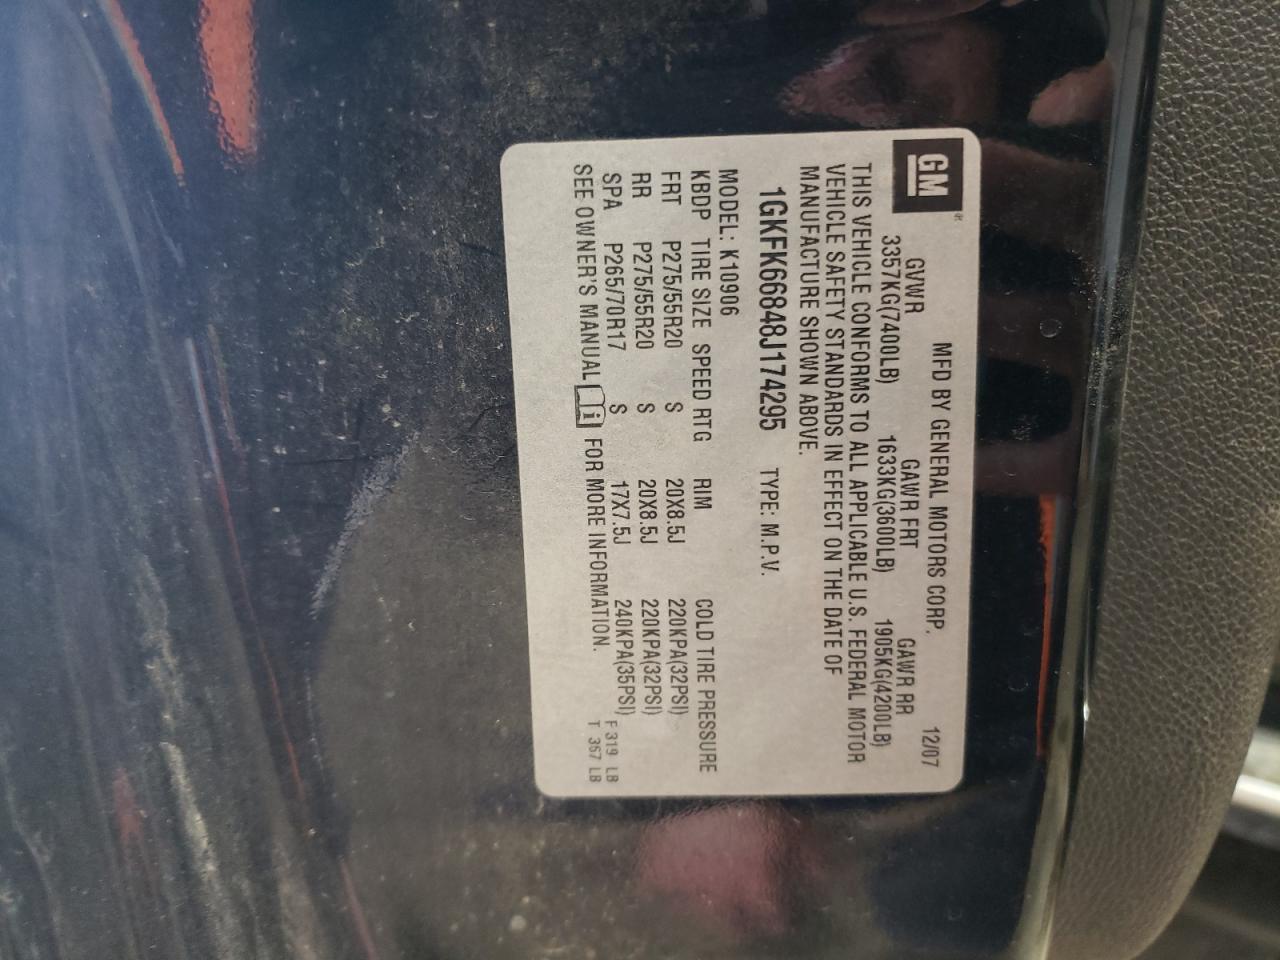 GM
MFD BY GENERAL MOTORS CORP. 12/07
GVWR GAWR FRT GAWR RR
3357KG(7400LB) 1633KG(3600LB) 1905KG(4200LB)
THIS VEHICLE CONFORMS TO ALL APPLICABLE U.S. FEDERAL MOTOR
VEHICLE SAFETY STANDARDS IN EFFECT ON THE DATE OF
MANUFACTURE SHOWN ABOVE.
1GKFK66848J174295 TYPE: M.P.V.
MODEL: K10906
KBDP TIRE SIZE SPEED RTG RIM COLD TIRE PRESSURE
FRT P275/55R20 S 20X8.5J 220KPA(32PSI)
RR P275/55R20 S 20X8.5J 220KPA(32PSI)
SPA P265/70R17 S 17X7.5J 240KPA(35PSI)
SEE OWNER'S MANUAL i FOR MORE INFORMATION.
F 319 LB
T 367 LB